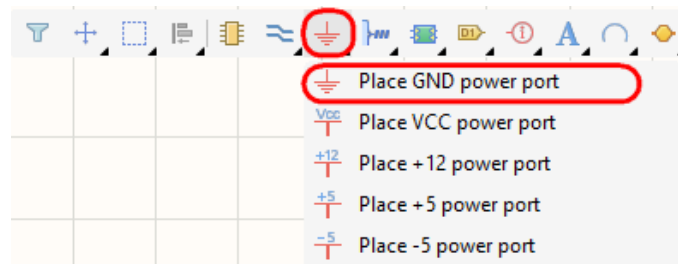 D1
A
Place GND power port
Vcc
Place VCC power port
+12
Place +12 power port
+5
Place +5 power port
-5
Place -5 power port